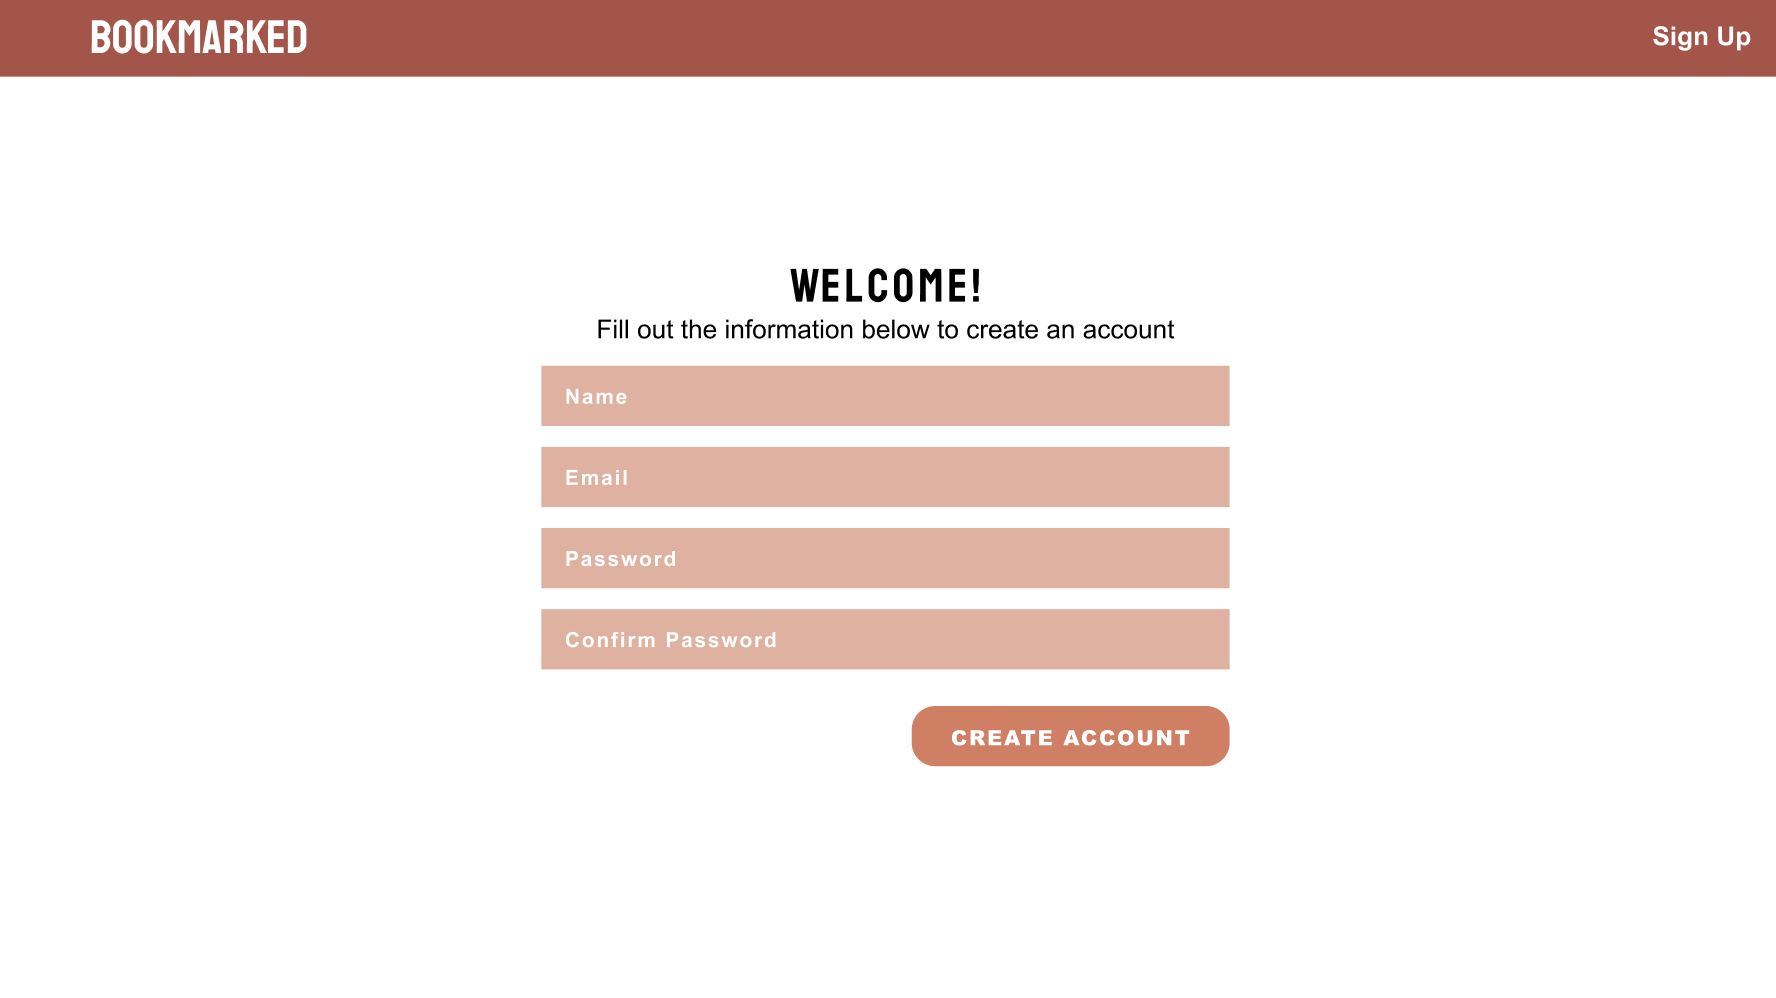 BOOKMARKED
Sign Up
WELCOME!
Fill out the information below to create an account
Name
Email
Password
Confirm Password
CREATE ACCOUNT